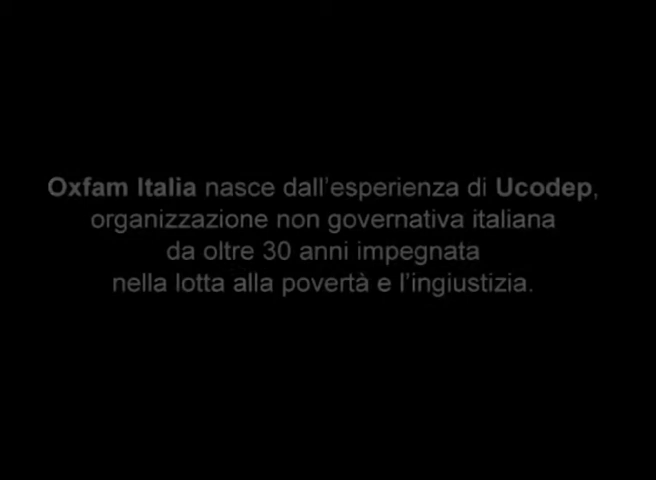 Oxfam Italia nasce dall'esperienza di Ucodep,
organizzazione non governativa italiana
da oltre 30 anni impegnata
nella lotta alla povertà e l'ingiustizia.